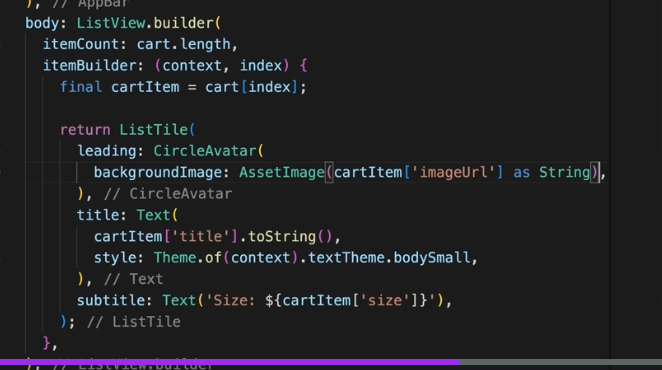 ), // AppBar
body: ListView.builder(
itemCount: cart.length,
itemBuilder: (context, index) {
final cartItem = cart[index];
return ListTile(
leading: CircleAvatar(
backgroundImage: AssetImage(cartItem['imageUrl'] as String),
), // CircleAvatar
title: Text(
cartItem['title'].toString(),
style: Theme.of(context).textTheme.bodySmall,
), // Text
subtitle: Text('Size: ${cartItem['size']}'),
); // ListTile
},
), // ListView.builder